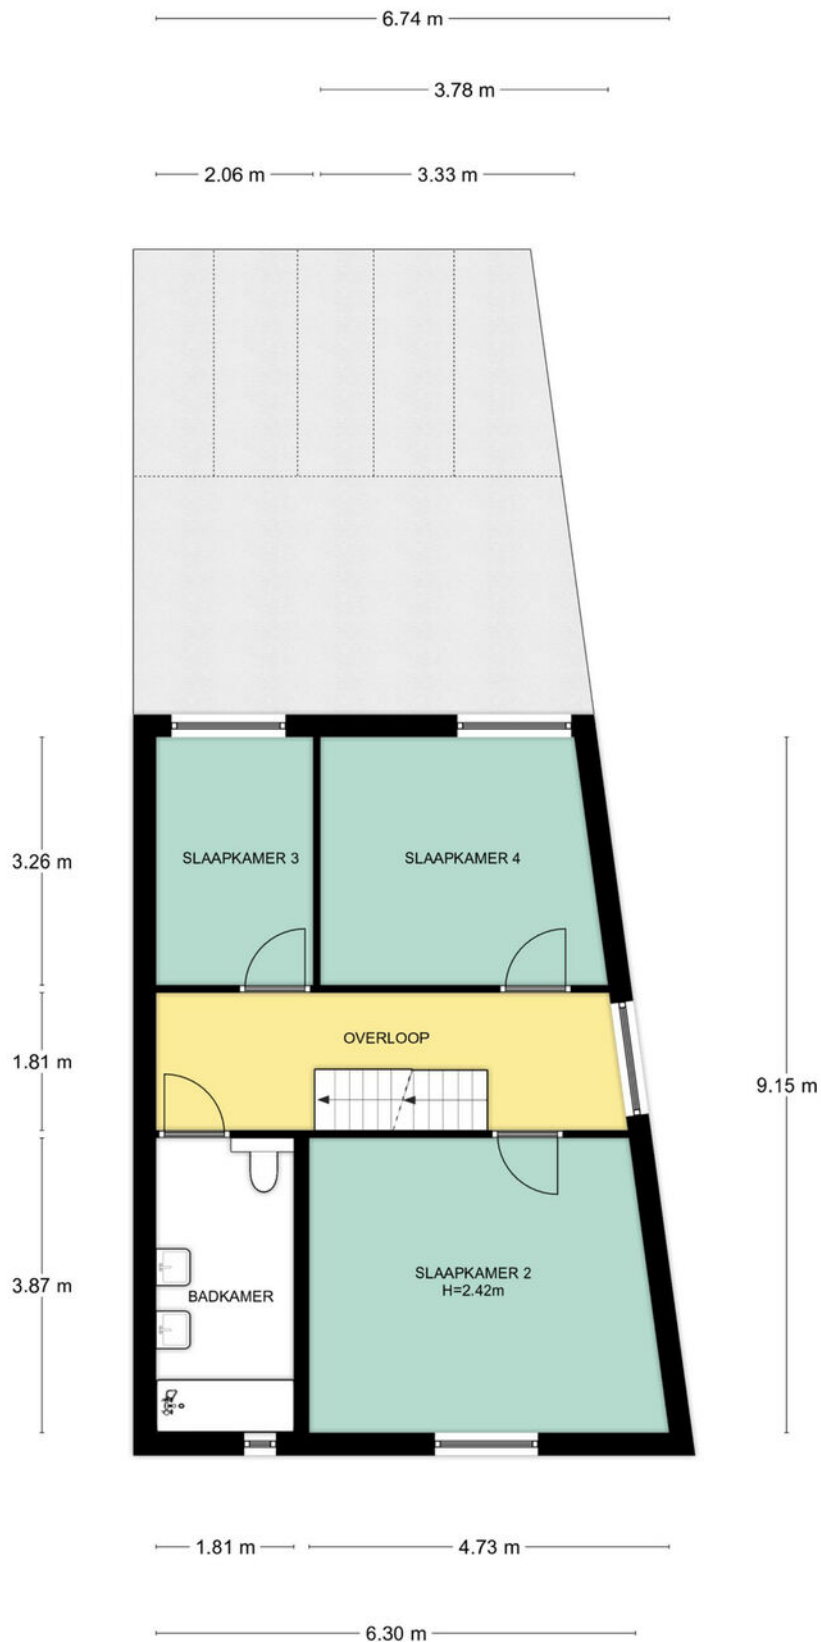 6.74 m
3.78 m
2.06 m
3.33 m
3.26 m
SLAAPKAMER 3
SLAAPKAMER 4
OVERLOOP
1.81 m
9.15 m
SLAAPKAMER 2
H=2.42m
3.87 m
BADKAMER
1.81 m
4.73 m
6.30 m